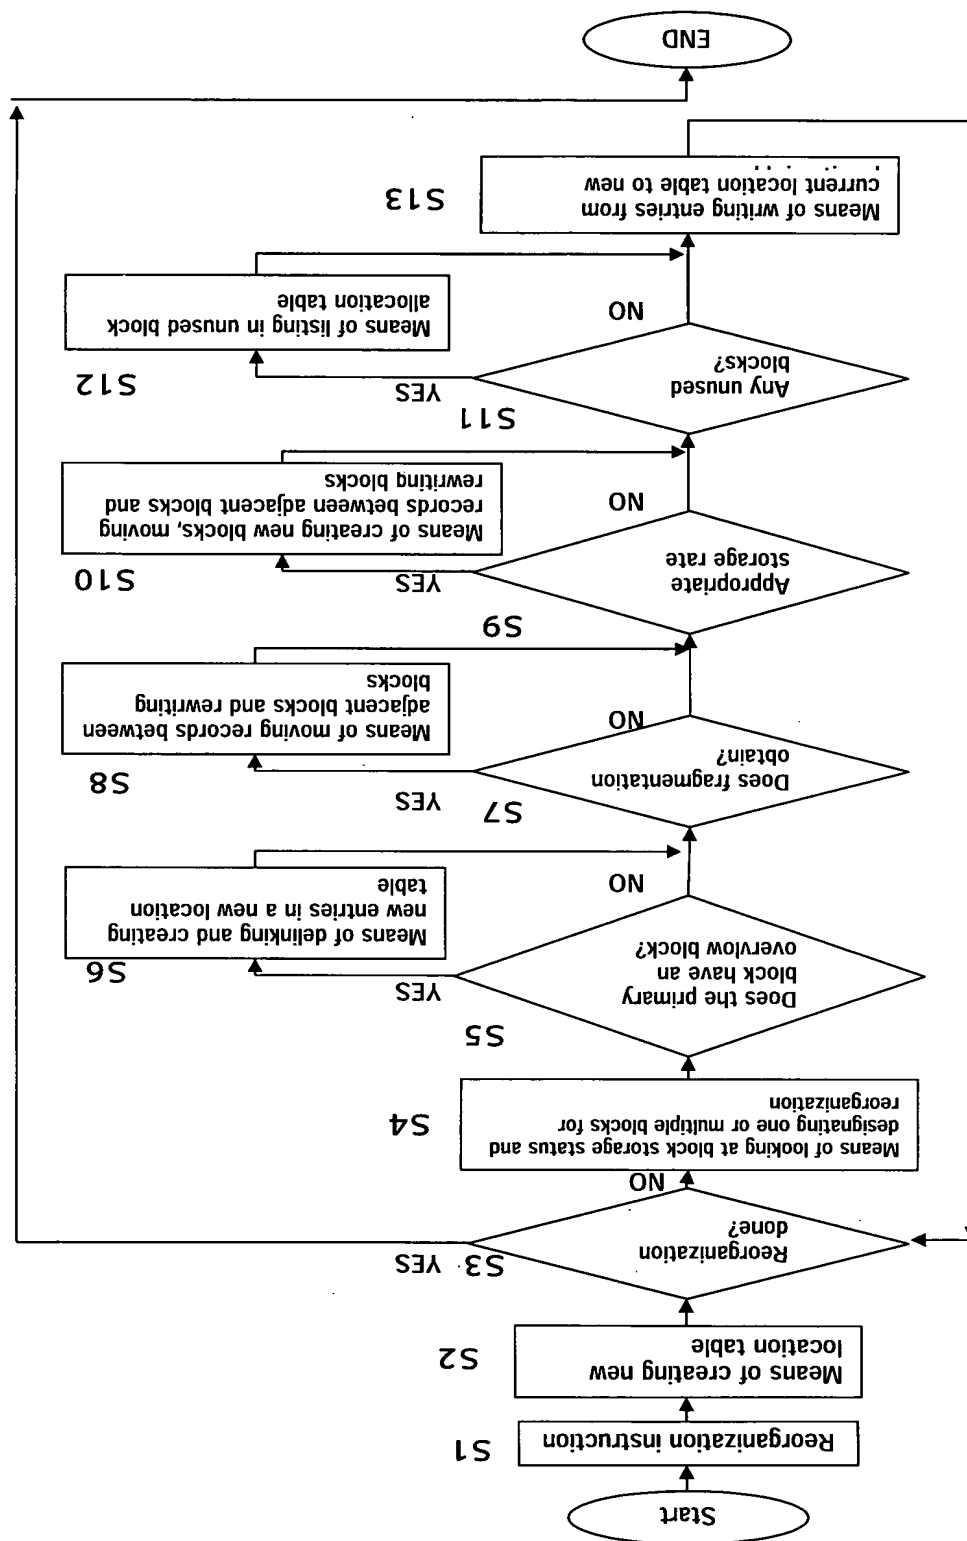 Start
Reorganization instruction
S1
Means of creating new
location table
S2
Reorganization
done?
S3 YES
NO
Means of looking at block storage status and
designating one or multiple blocks for
reorganization
S4
Does the primary
block have an
overvlow block?
S5
YES
NO
S6
Means of delinking and creating
new entries in a new location
table
Does fragmentation
obtain?
S7
YES
NO
S8
Means of moving of records between
adjacent blocks and rewriting
blocks
S9
Appropriate
storage rate
YES
NO
S10
Means of creating new blocks, moving
records between adjacent blocks and
rewriting blocks
S11
Any unused
blocks?
YES
NO
S12
Means of listing in unused block
allocation table
Means of writing entries from
current location table to new
S13
END